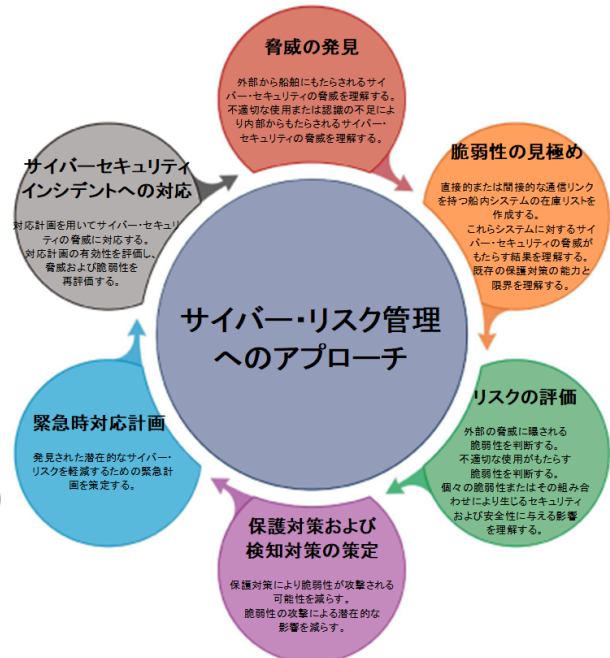 脅威の発見
外部から船舶にもたらされるサイ
バー・セキュリティの脅威を理解する。
不適切な使用または認識の不足によ
り内部からもたらされるサイバー・
セキュリティの脅威を理解する。
脆弱性の見極め
直接的または間接的な通信リンク
を持つ船内システムの在庫リストを
作成する。
これらシステムに対するサイ
バー・セキュリティの脅威が
もたらす結果を理解する。
既存の保護対策の能力と
限界を理解する。
リスクの評価
外部の脅威に曝される
脆弱性を判断する。
不適切な使用がもたらす
脆弱性を判断する。
個々の脆弱性またはその組み合
わせにより生じるセキュリティ
および安全性に与える影響
を理解する。
保護対策および
検知対策の策定
保護対策により脆弱性が攻撃される
可能性を減らす。
脆弱性の攻撃による潜在的な
影響を減らす。
緊急時対応計画
発見された潜在的なサイバー・
リスクを軽減するための緊急計
画を策定する。
サイバーセキュリティ
インシデントへの対応
対応計画を用いてサイバー・セキュリ
ティの脅威に対応する。
対応計画の有効性を評価し、
脅威および脆弱性を
再評価する。
サイバー・リスク管理
へのアプローチ